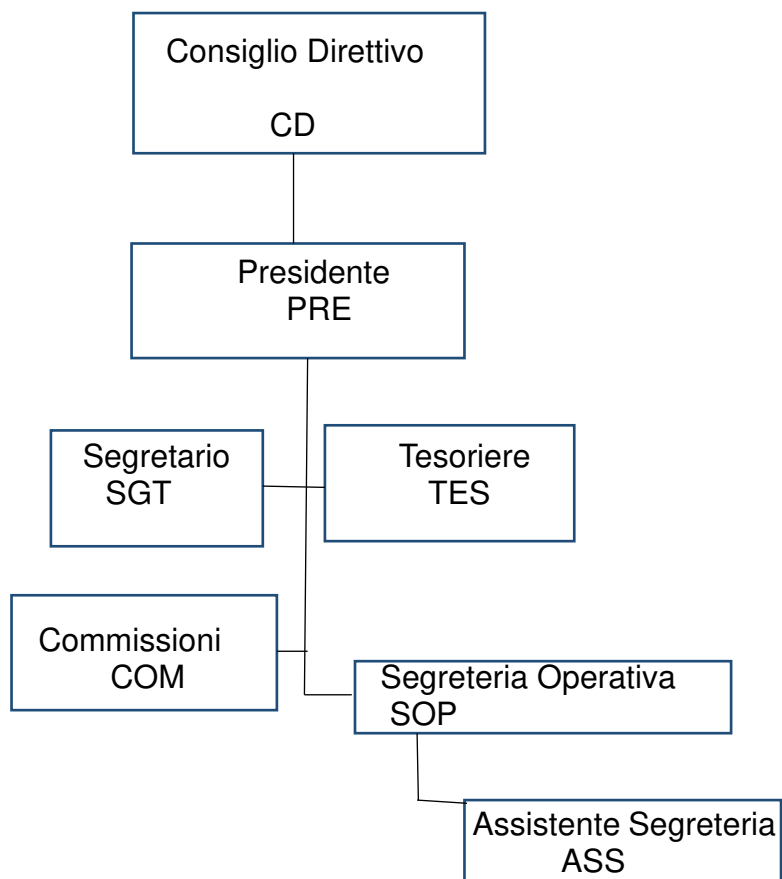 Consiglio Direttivo
CD
Presidente
PRE
Segretario
SGT
Tesoriere
TES
Commissioni
COM
Segreteria Operativa
SOP
Assistente Segreteria
ASS